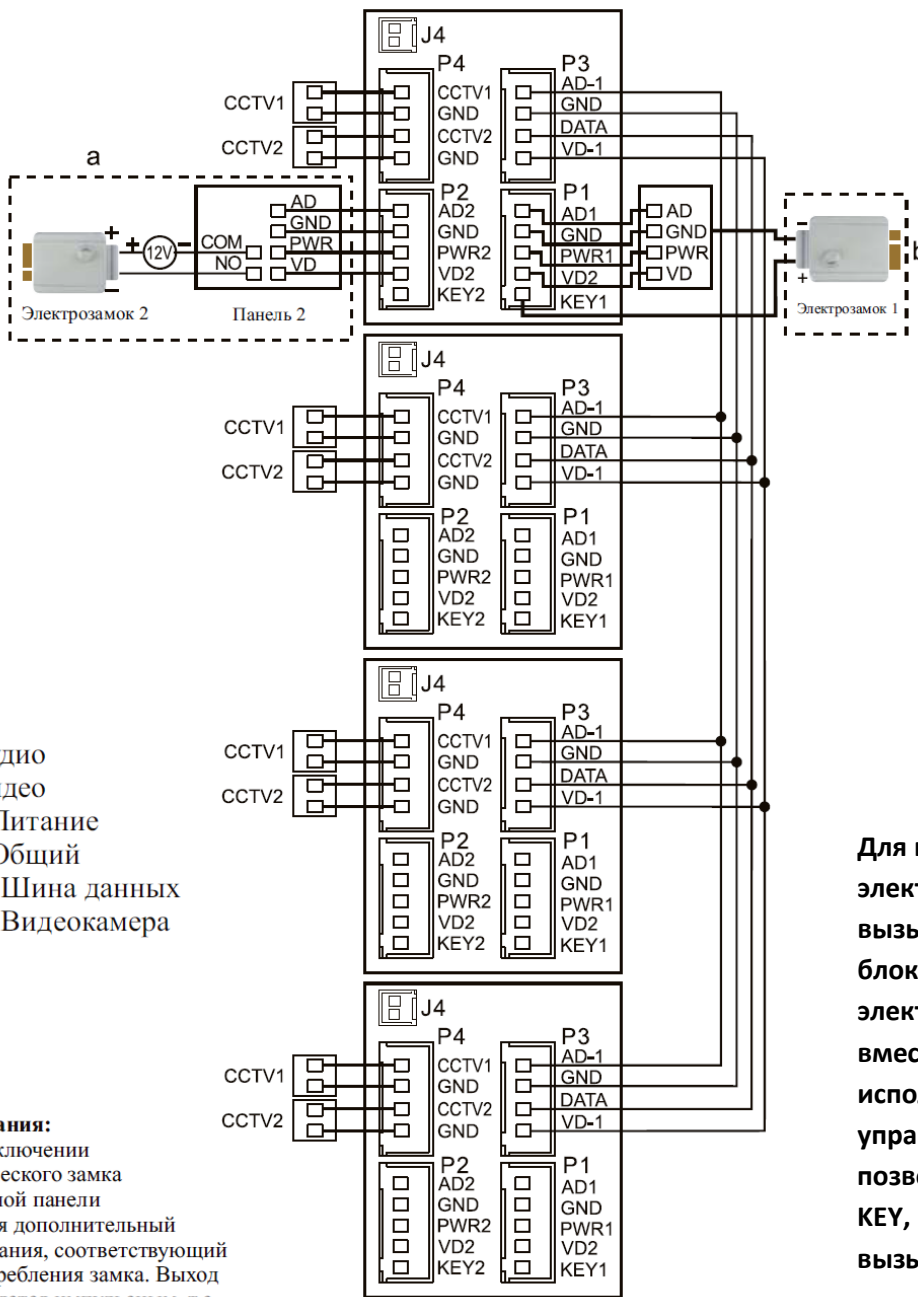 J4
P4
P3
CCTV1
CCTV1
AD-1
GND
GND
CCTV2
CCTV2
DATA
GND
VD-1
a
P2
P1
AD
AD2
AD1
AD
GND
GND
GND
GND
COM
PWR
PWR2
PWR1
PWR
+ 12V -
NO
VD
VD2
VD2
VD
KEY2
KEY1
+
-
-
+
b
Электрозамок 2
Панель 2
Электрозамок 1
J4
P4
P3
CCTV1
CCTV1
AD-1
GND
GND
CCTV2
CCTV2
DATA
GND
VD-1
P2
P1
AD2
AD1
GND
GND
PWR2
PWR1
VD2
VD2
KEY2
KEY1
J4
P4
P3
CCTV1
CCTV1
AD-1
GND
GND
CCTV2
CCTV2
DATA
GND
VD-1
P2
P1
AD2
AD1
GND
GND
PWR2
PWR1
VD2
VD2
KEY2
KEY1
J4
P4
P3
CCTV1
CCTV1
AD-1
GND
GND
CCTV2
CCTV2
DATA
GND
VD-1
P2
P1
AD2
AD1
GND
GND
PWR2
PWR1
VD2
VD2
KEY2
KEY1
дио
део
Питание
Общий
Шина данных
Видеокамера
ания:
ключении
еского замка
ной панели
я дополнительный
ания, соответствующий
ребления замка. Выход
Для
элект
вызы
блок
элект
вмес
испол
управ
позво
KEY,
вызы